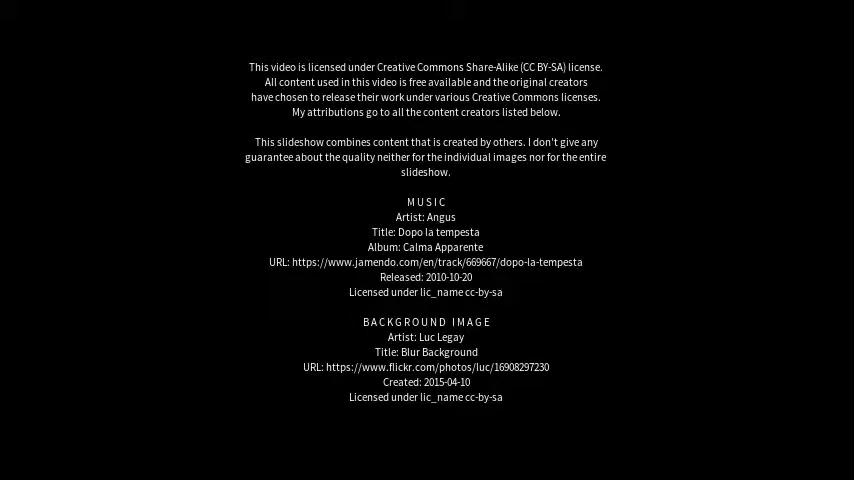 This video is licensed under Creative Commons Share-Alike (CC BY-SA) license.
All content used in this video is free available and the original creators
have chosen to release their work under various Creative Commons licenses.
My attributions go to all the content creators listed below.
This slideshow combines content that is created by others. I don't give any
guarantee about the quality neither for the individual images nor for the entire
slideshow.
MUSIC
Artist: Angus
Title: Dopo la tempesta
Album: Calma Apparente
URL: https://www.jamendo.com/en/track/669667/dopo-la-tempesta
Released: 2010-10-20
Licensed under lic_name cc-by-sa
BACKGROUND IMAGE
Artist: Luc Legay
Title: Blur Background
URL: https://www.flickr.com/photos/luc/16908297230
Created: 2015-04-10
Licensed under lic_name cc-by-sa